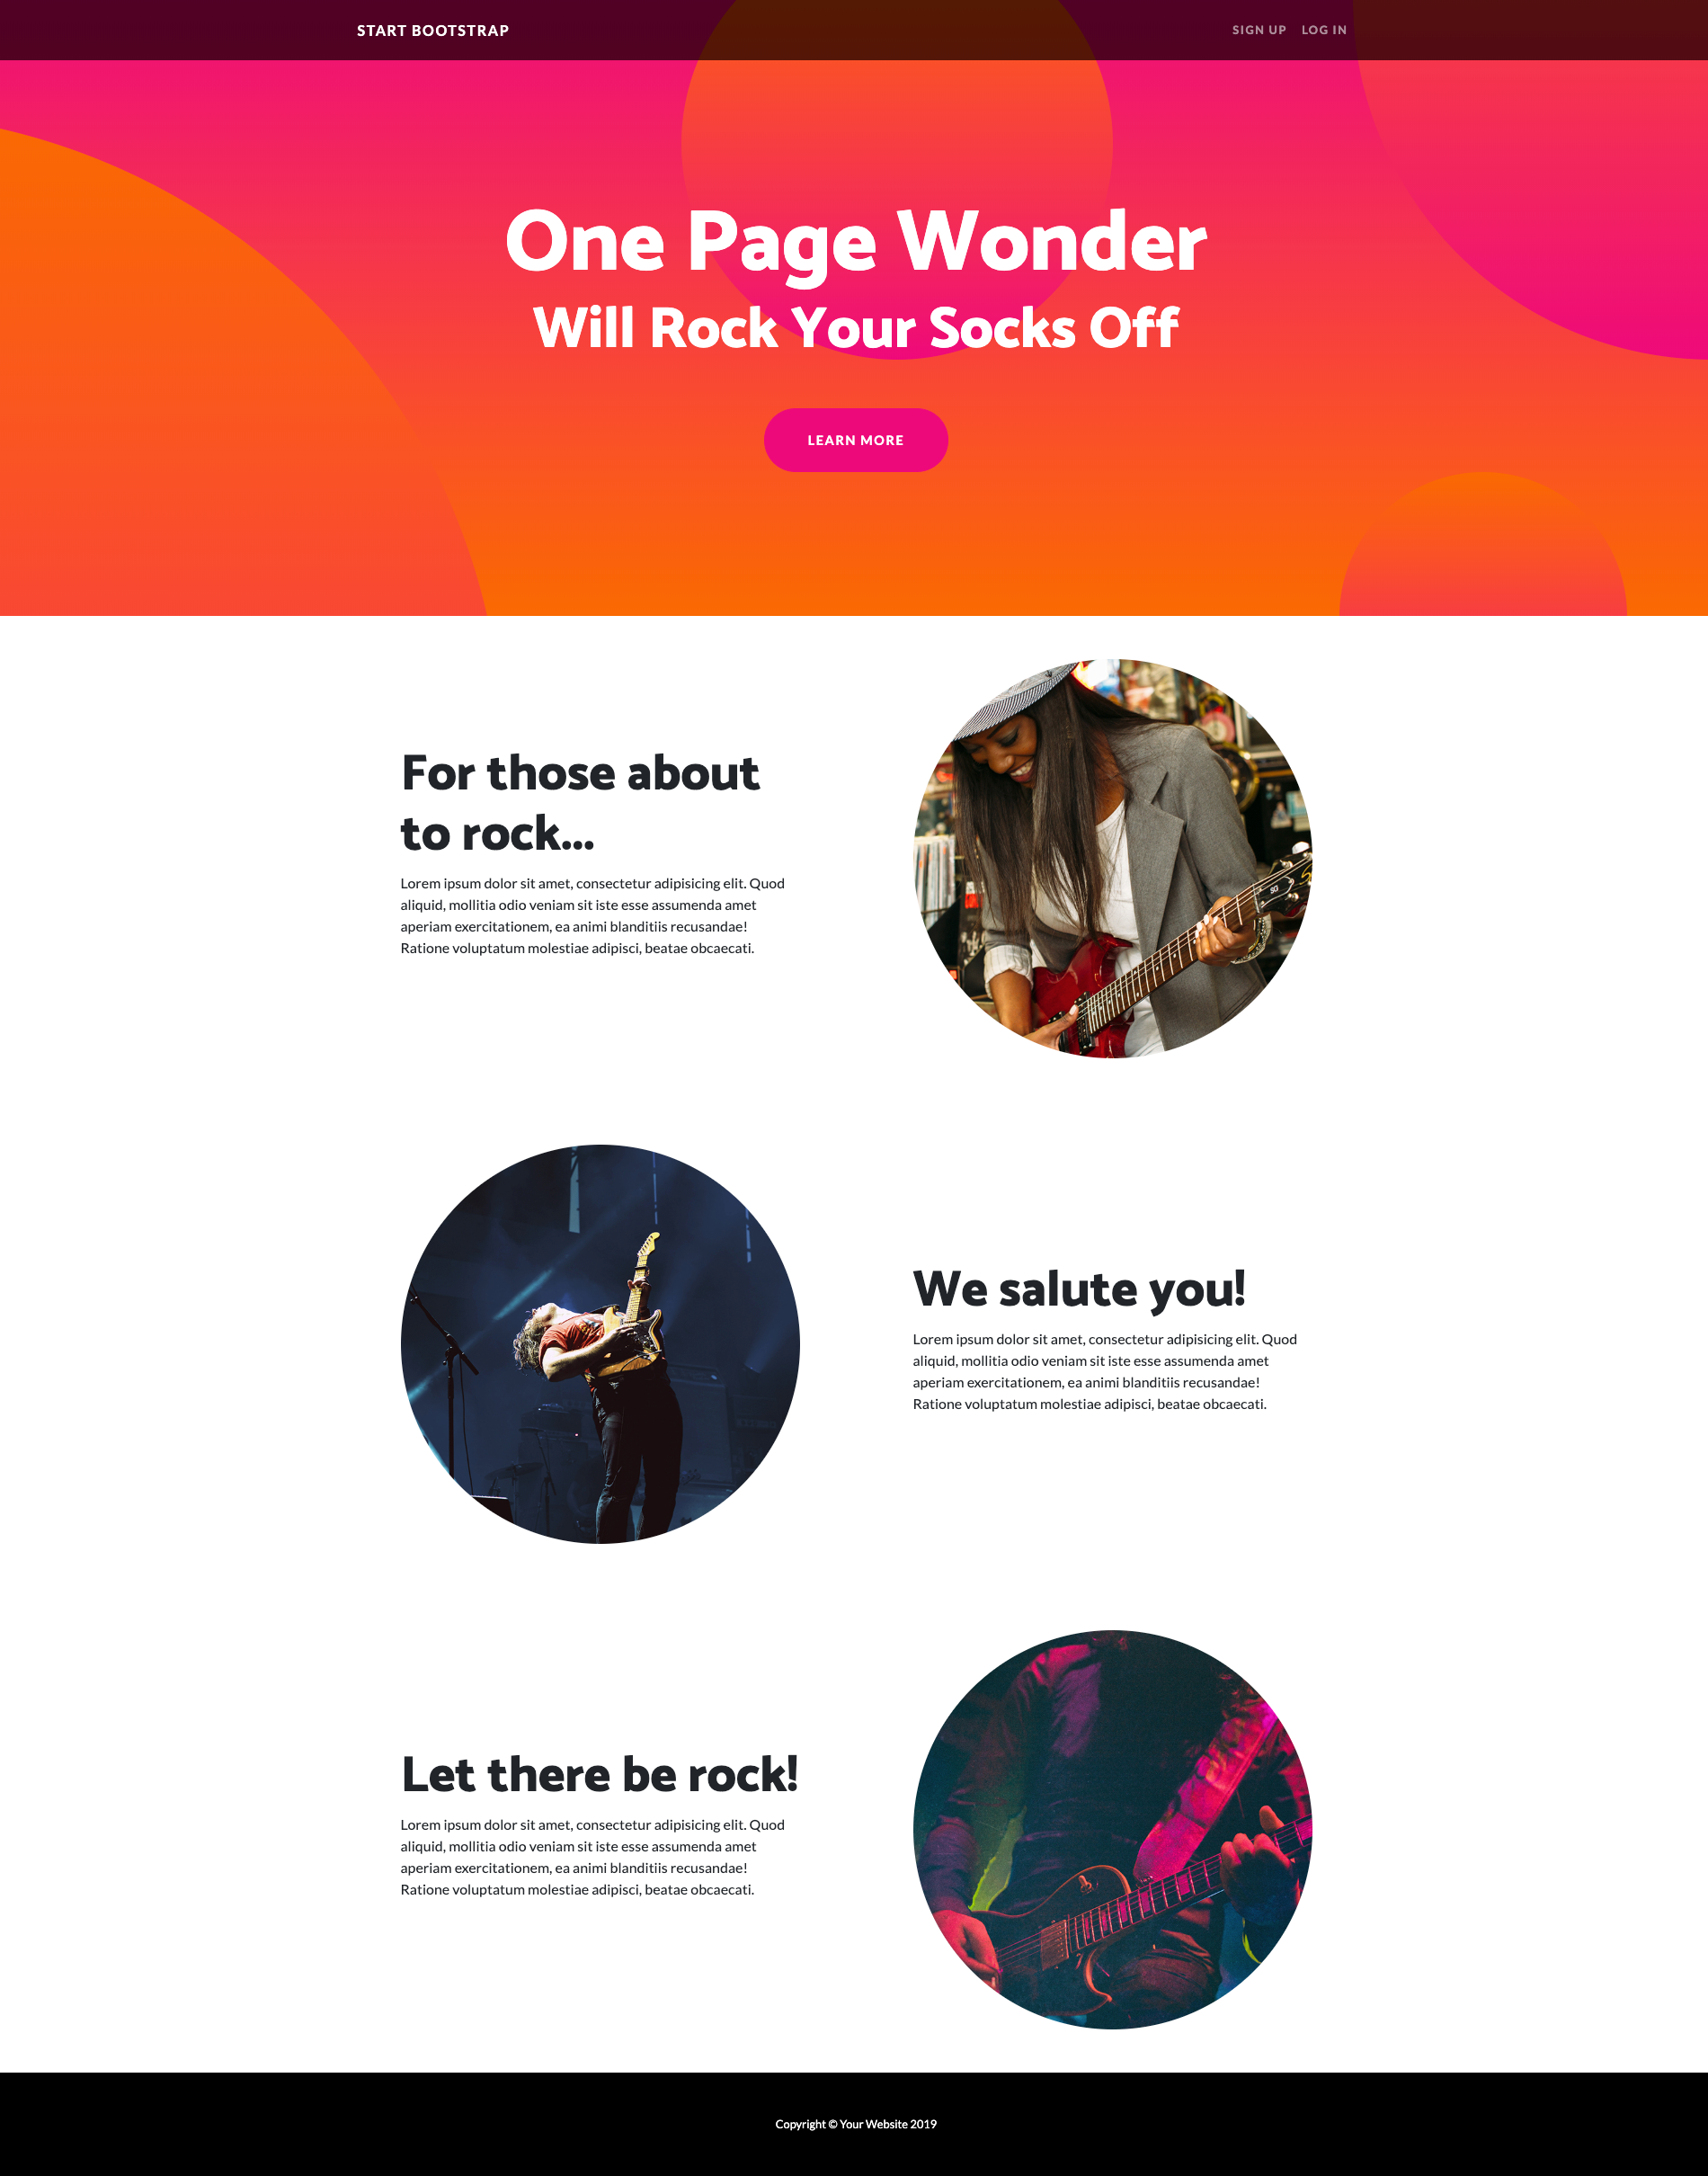 START BOOTSTRAP
SIGN UP LOG IN
One Page Wonder
Will Rock Your Socks Off
LEARN MORE
For those about
to rock...
Lorem ipsum dolor sit amet, consectetur adipisicing elit. Quod
aliquid, mollitia odio veniam sit iste esse assumenda amet
aperiam exercitationem, ea animi blanditiis recusandae!
Ratione voluptatum molestiae adipisci, beatae obcaecati.
We salute you!
Lorem ipsum dolor sit amet, consectetur adipisicing elit. Quod
aliquid, mollitia odio veniam sit iste esse assumenda amet
aperiam exercitationem, ea animi blanditiis recusandae!
Ratione voluptatum molestiae adipisci, beatae obcaecati.
Let there be rock!
Lorem ipsum dolor sit amet, consectetur adipisicing elit. Quod
aliquid, mollitia odio veniam sit iste esse assumenda amet
aperiam exercitationem, ea animi blanditiis recusandae!
Ratione voluptatum molestiae adipisci, beatae obcaecati.
Copyright © Your Website 2019